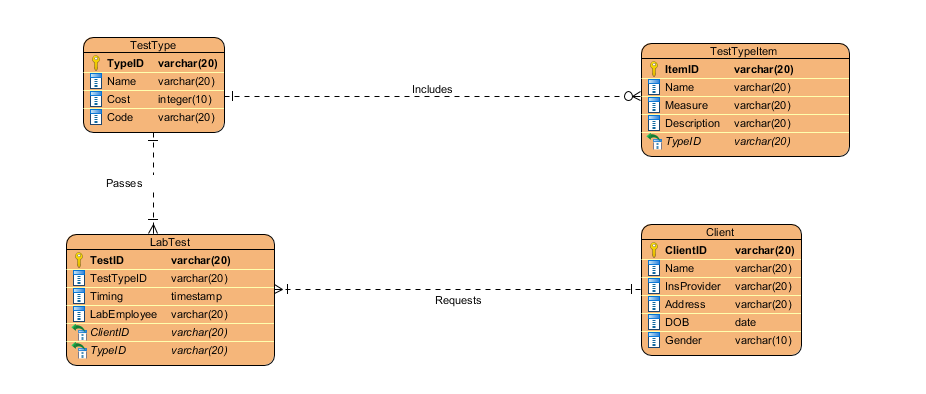 TestType
TypeID varchar(20)
Name varchar(20)
Cost integer(10)
Code varchar(20)
Includes
TestTypeItem
ItemID varchar(20)
Name varchar(20)
Measure varchar(20)
Description varchar(20)
TypeID varchar(20)
Passes
LabTest
TestID varchar(20)
TestTypeID varchar(20)
Timing timestamp
LabEmployee varchar(20)
ClientID varchar(20)
TypeID varchar(20)
Requests
Client
ClientID varchar(20)
Name varchar(20)
InsProvider varchar(20)
Address varchar(20)
DOB date
Gender varchar(10)